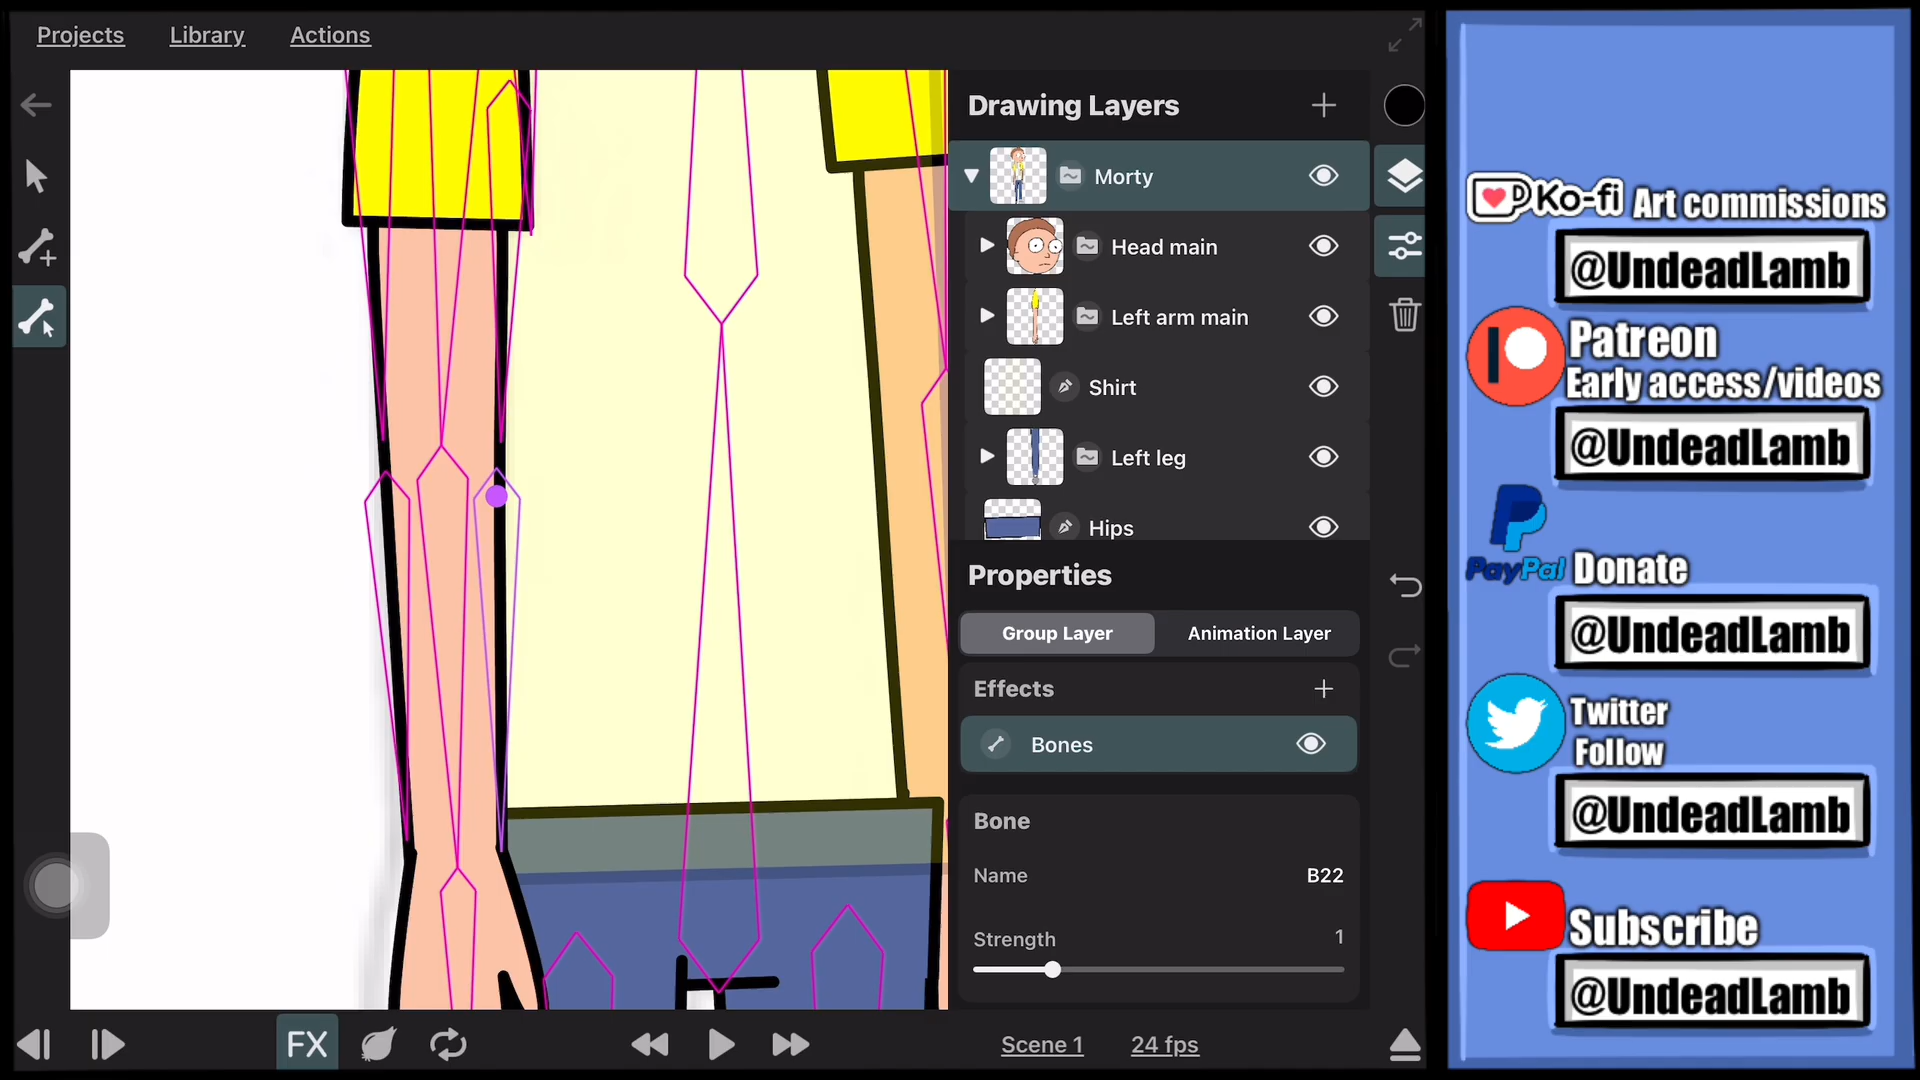 Projects
Library
Actions
Drawing Layers
Morty
Head main
Left arm main
Shirt
Left leg
Hips
Properties
Group Layer
Animation Layer
Effects
Bones
Bone
Name
B22
Strength
1
FX
Scene 1
24 fps
Ko-fi Art commissions
@UndeadLamb
Patreon
Early access/videos
@UndeadLamb
PayPal Donate
@UndeadLamb
Twitter
Follow
@UndeadLamb
Subscribe
@UndeadLamb